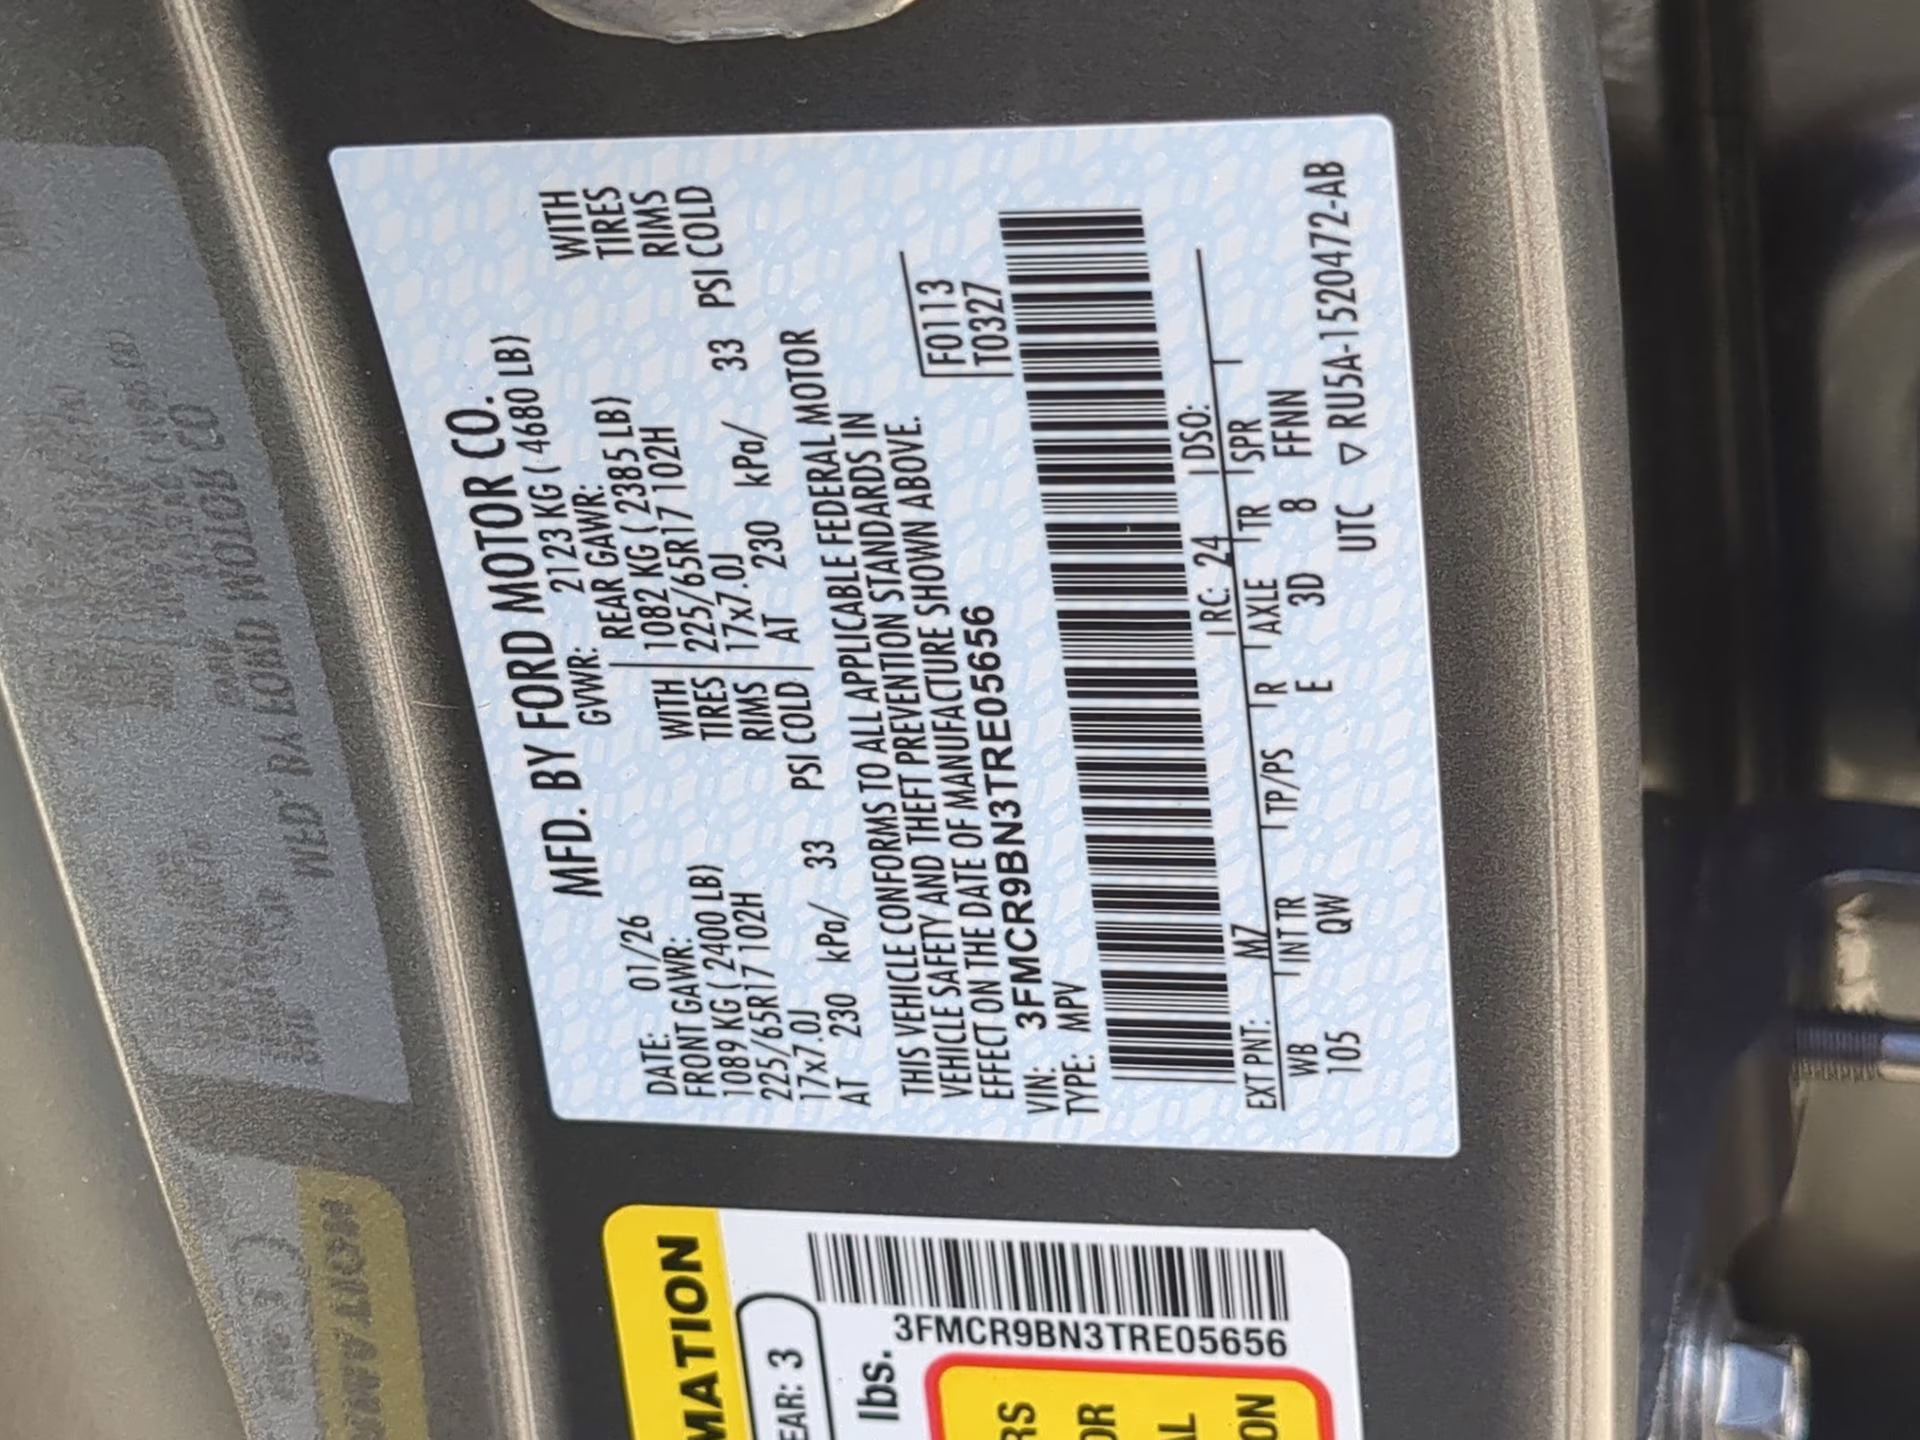 MFD. BY FORD MOTOR CO.
DATE: 01/26 GVWR: 2123 KG ( 4680 LB)
FRONT GAWR: REAR GAWR:
1089 KG ( 2400 LB) WITH 1082 KG ( 2385 LB) WITH
225/65R17 102H TIRES 225/65R17 102H TIRES
17x7.0J RIMS 17x7.0J RIMS
AT 230 kPa/ 33 PSI COLD AT 230 kPa/ 33 PSI COLD
THIS VEHICLE CONFORMS TO ALL APPLICABLE FEDERAL MOTOR
VEHICLE SAFETY AND THEFT PREVENTION STANDARDS IN
EFFECT ON THE DATE OF MANUFACTURE SHOWN ABOVE.
VIN: 3FMCR9BN3TRE05656 F0113
TYPE: MPV T0327
EXT PNT: MZ RC: 24 DSO:
WB INT TR TP/PS R AXLE TR SPR
105 QW E 3D 8 FFNN
UTC ▽ RU5A-1520472-AB
MATION
EAR: 3
lbs.
3FMCR9BN3TRE05656
RS
OR
AL
ON